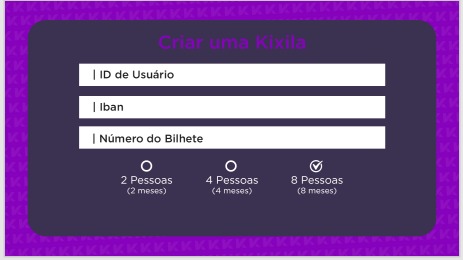 Criar uma Kixila
| ID de Usuário
| Iban
| Número do Bilhete
2 Pessoas
(2 meses)
4 Pessoas
(4 meses)
8 Pessoas
(8 meses)